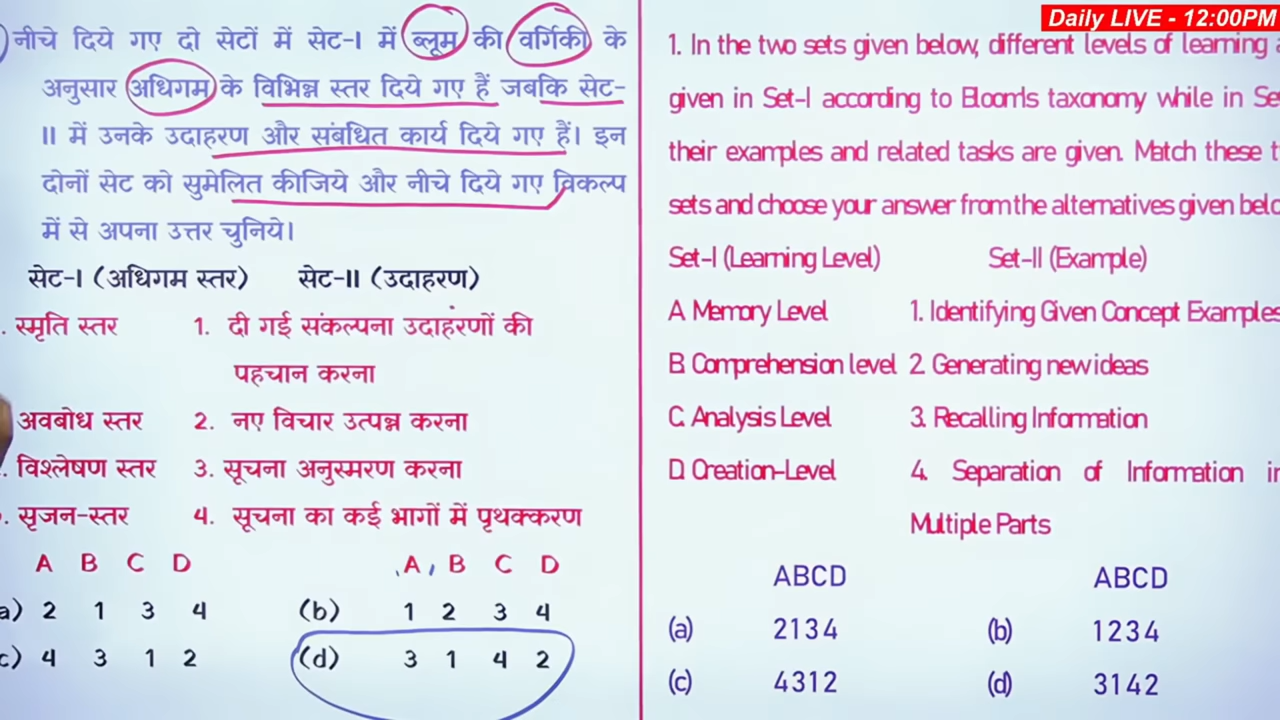 Daily LIVE - 12:00PM
नीचे दिये गए दो सेटों में सेट-I में ब्लूम की वर्गिकी के
अनुसार अधिगम के विभिन्न स्तर दिये गए हैं जबकि सेट-
II में उनके उदाहरण और संबधित कार्य दिये गए हैं। इन
दोनों सेट को सुमेलित कीजिये और नीचे दिये गए विकल्प
में से अपना उत्तर चुनिये।
सेट-I (अधिगम स्तर) सेट-II (उदाहरण)
स्मृति स्तर 1. दी गई संकल्पना उदाहरणों की
पहचान करना
अवबोध स्तर 2. नए विचार उत्पन्न करना
विश्लेषण स्तर 3. सूचना अनुस्मरण करना
सृजन-स्तर 4. सूचना का कई भागों में पृथक्करण
A B C D A B C D
a) 2 1 3 4 (b) 1 2 3 4
c) 4 3 1 2 (d) 3 1 4 2
1. In the two sets given below, different levels of learning
given in Set-I according to Bloom's taxonomy while in
their examples and related tasks are given. Match these
sets and choose your answer from the alternatives given
Set-I (Learning Level) Set-II (Example)
A Memory Level 1. Identifying Given Concept Examples
B. Comprehension level 2. Generating new ideas
C. Analysis Level 3. Recalling Information
D. Creation-Level 4. Separation of Information
Multiple Parts
ABCD ABCD
(a) 2134 (b) 1234
(c) 4312 (d) 3142